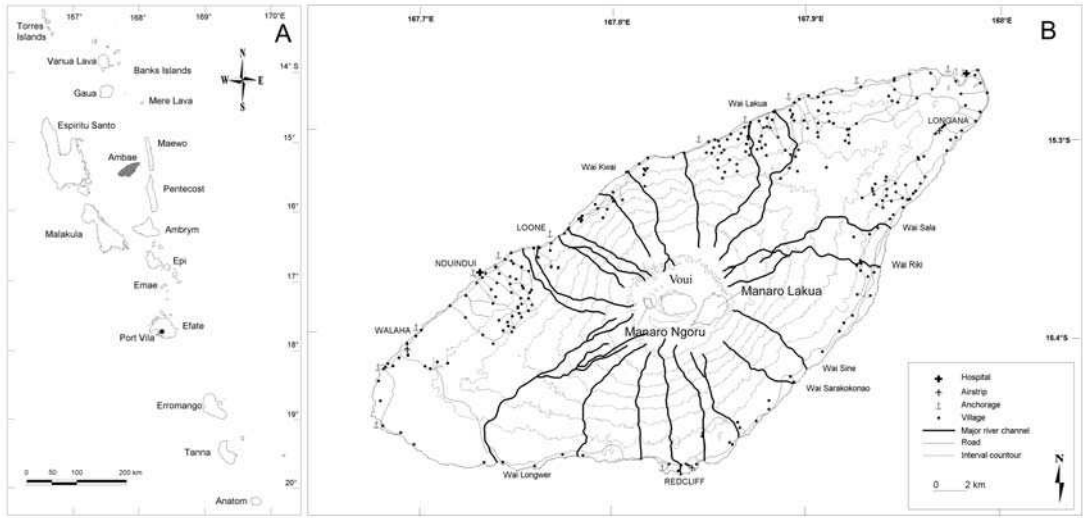 167°
168°
169°
170°
A
Torres
Islands
Vanua Lava
Banks Islands
14° S
Gaua
Mere Lava
N
W E
S
Espiritu Santo
15°
Maewo
Ambae
Pentecost
16°
Malakula
Ambrym
Epi
17°
Emae
Efate
Port Vila
18°
Erromango
19°
Tanna
0 50 100 200 km
20°
Anatom
167.7°E
167.8°E
167.9°E
168°E
B
Wai Lakua
LONGANA
15.3°S
Wai Kwai
LOONE
Wai Sala
NDUINDUI
Wai Riki
Voui
Manaro Lakua
WALAHA
Manaro Ngoru
15.4°S
Wai Sine
Wai Sarakokonao
Wai Longwer
REDCLIFF
Hospital
Airstrip
Anchorage
Village
Major river channel
Road
Interval countour
0 2 km
N